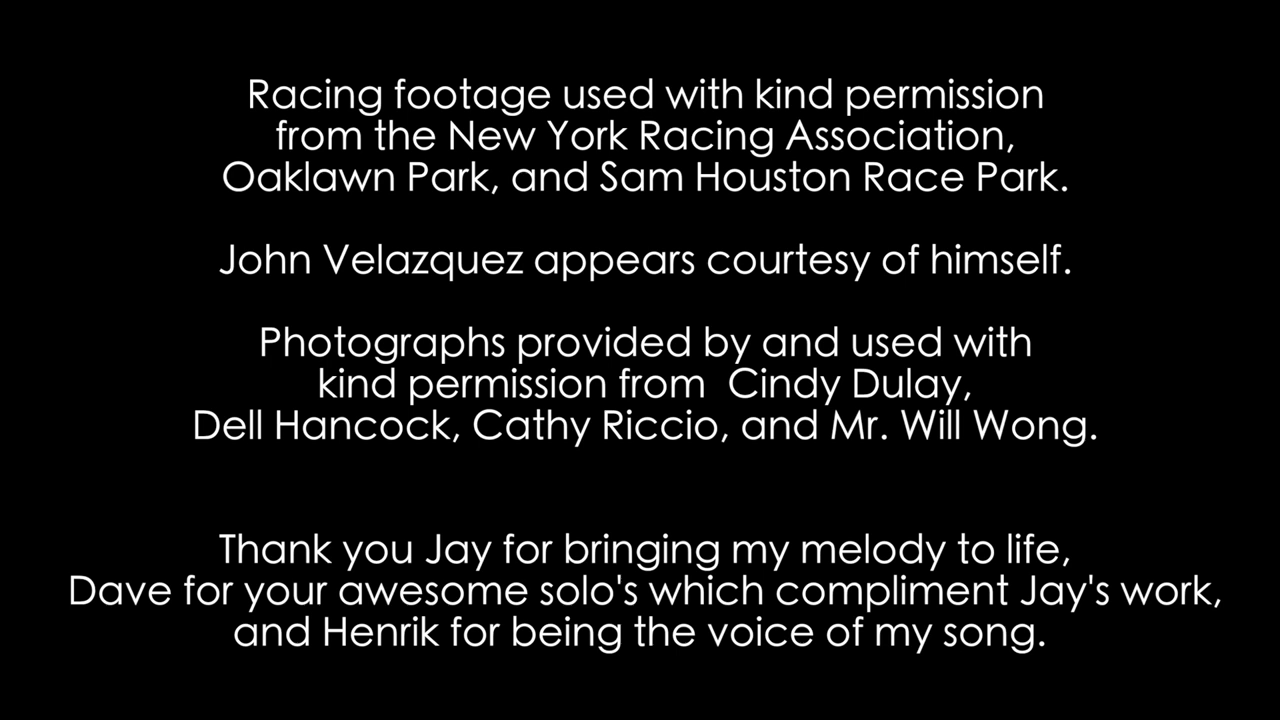 Racing footage used with kind permission
from the New York Racing Association,
Oaklawn Park, and Sam Houston Race Park.
John Velazquez appears courtesy of himself.
Photographs provided by and used with
kind permission from  Cindy Dulay,
Dell Hancock, Cathy Riccio, and Mr. Will Wong.
Thank you Jay for bringing my melody to life,
Dave for your awesome solo's which compliment Jay's work,
and Henrik for being the voice of my song.